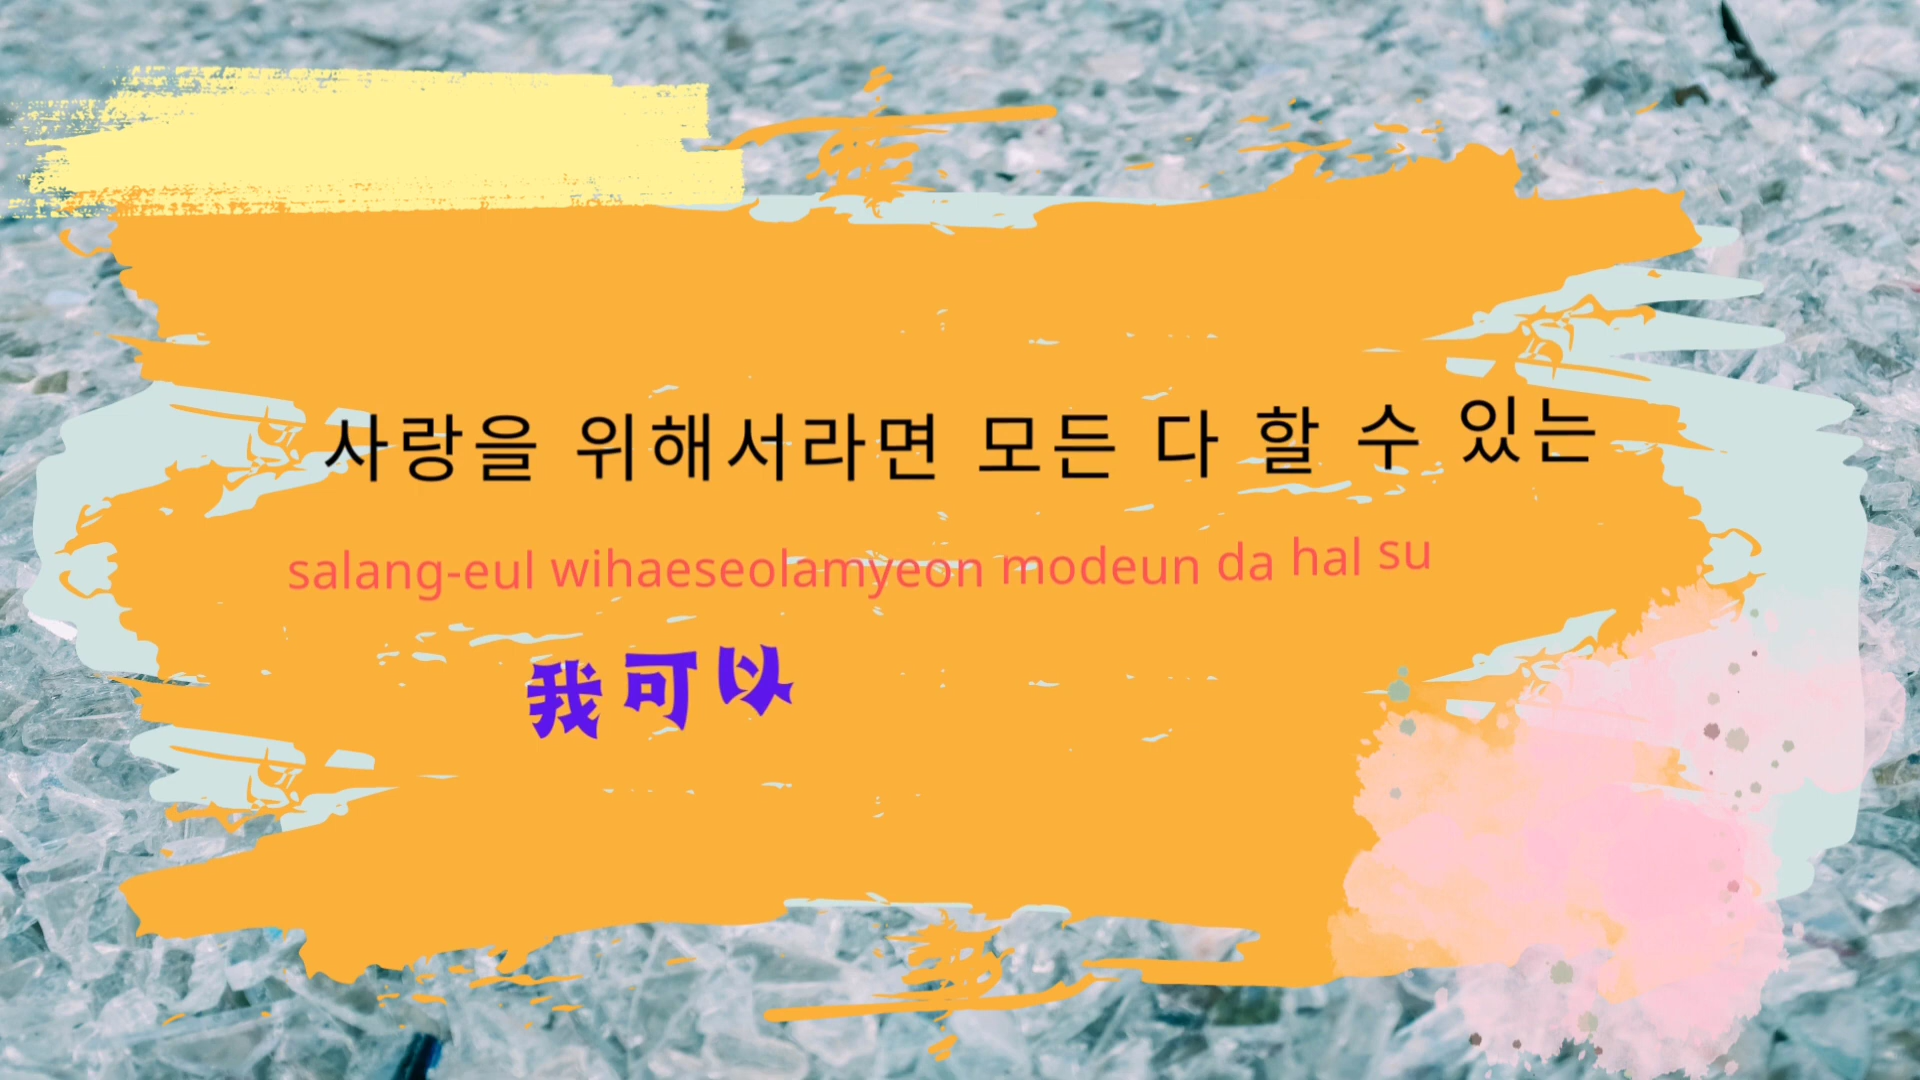 사랑을 위해서라면 모든 다 할 수 있는
salang-eul wihaeseolamyeon modeun da hal su
我可以